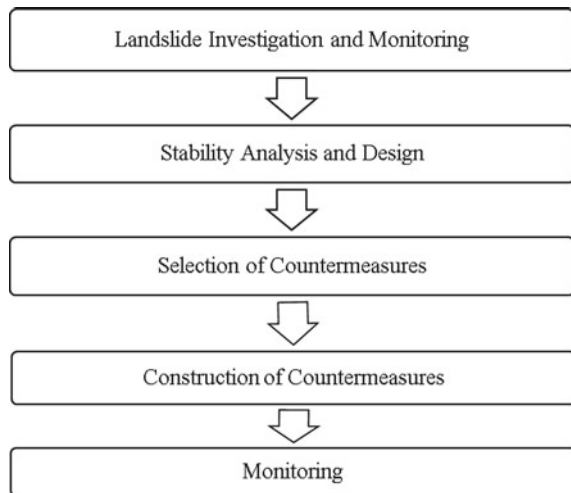 Landslide Investigation and Monitoring
Stability Analysis and Design
Selection of Countermeasures
Construction of Countermeasures
Monitoring